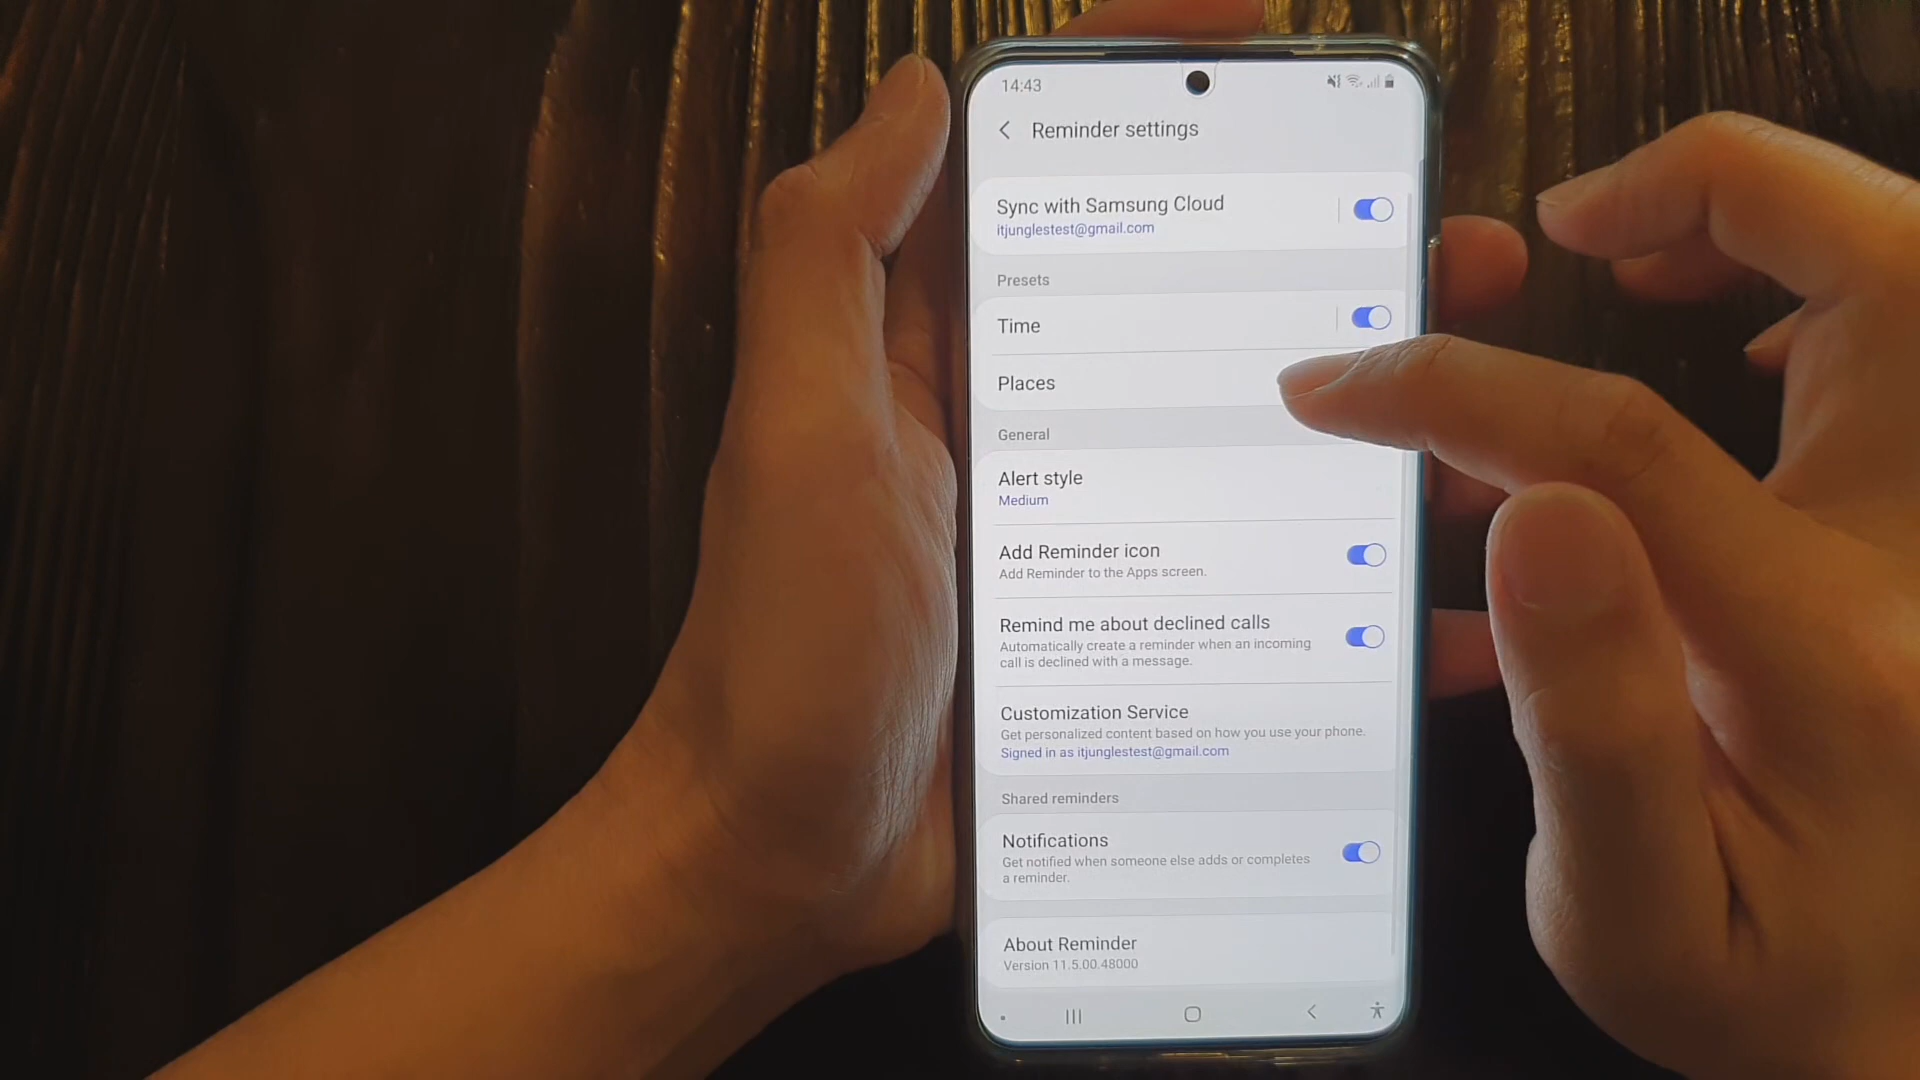 14:43
Reminder settings
Sync with Samsung Cloud
itjunglestest@gmail.com
Presets
Time
Places
General
Alert style
Medium
Add Reminder icon
Add Reminder to the Apps screen.
Remind me about declined calls
Automatically create a reminder when an incoming
call is declined with a message.
Customization Service
Get personalized content based on how you use your phone.
Signed in as itjunglestest@gmail.com
Shared reminders
Notifications
Get notified when someone else adds or completes
a reminder.
About Reminder
Version 11.5.00.48000